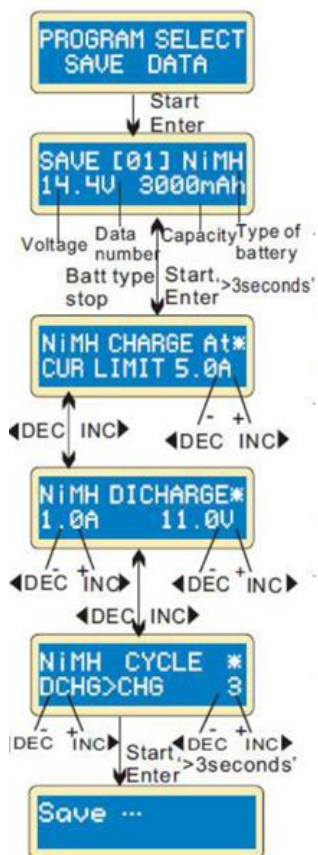 PROGRAM SELECT
SAVE DATA
Start
Enter
SAVE [01] NiMH
14.4V 3000mAh
Voltage Data number Capacity Type of battery
Batt type stop Start, Enter >3seconds'
NiMH CHARGE At*
CUR LIMIT 5.0A
◀DEC INC▶ - +
◀DEC INC▶
NiMH DICHARGE*
1.0A 11.0V
- + - +
◀DEC INC▶ ◀DEC INC▶
◀DEC INC▶
NiMH CYCLE *
DCHG>CHG 3
- + - +
DEC INC▶ ◀DEC INC▶
Start
Enter '>3seconds'
Save ...